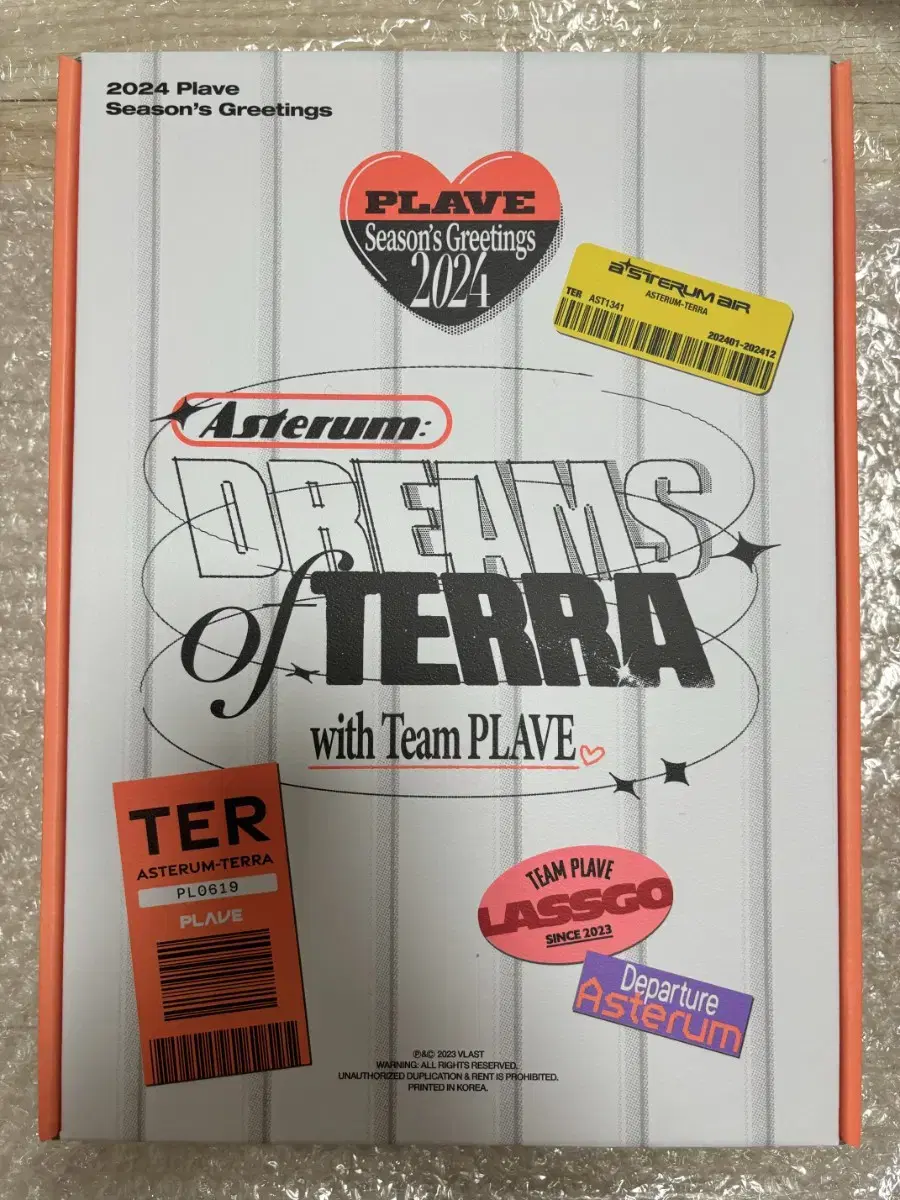 2024 Plave
Season's Greetings
PLAVE
Season's Greetings
2024
asterum air
ASTERUM-TERRA
TER AST1341
202401-202412
Asterum:
DREAMS
of TERRA
with Team PLAVE
TER
ASTERUM-TERRA
PL0619
PLAVE
TEAM PLAVE
LASSGO
SINCE 2023
Departure
Asterum
℗&© 2023 VLAST
WARNING: ALL RIGHTS RESERVED.
UNAUTHORIZED DUPLICATION & RENT IS PROHIBITED.
PRINTED IN KOREA.